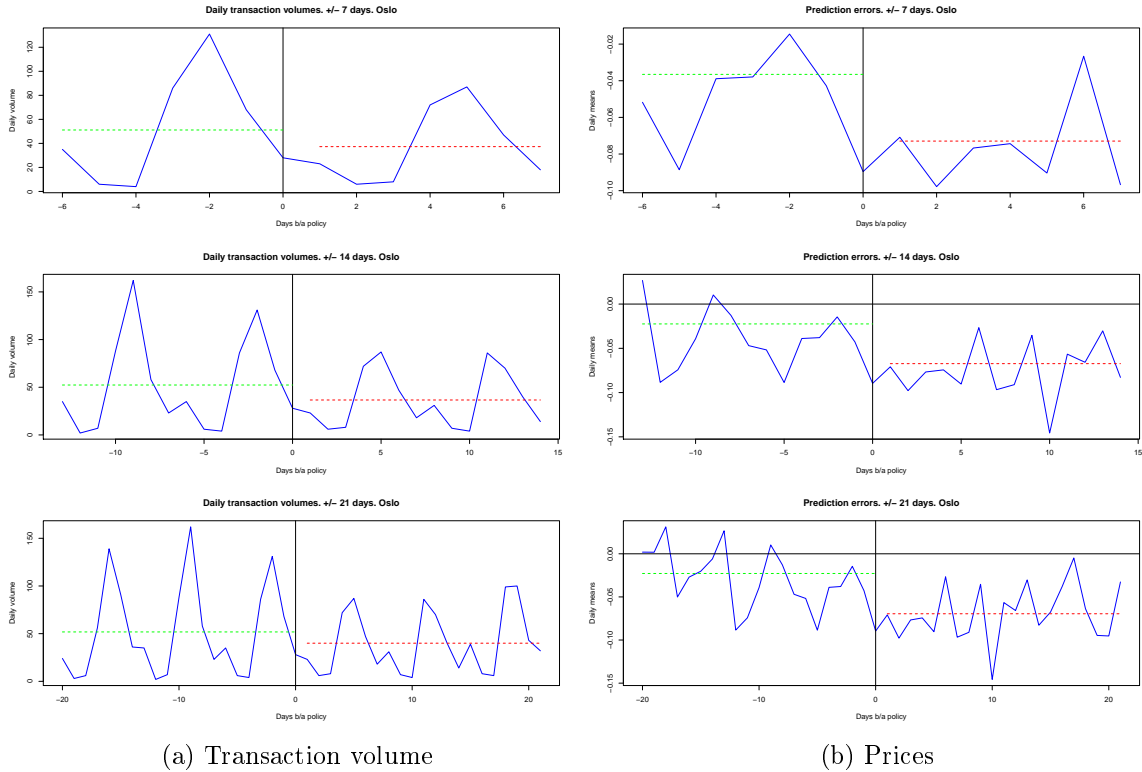 Daily transaction volumes. +/− 7 days. Oslo
Daily volume
0 20 40 60 80 100 120
−6 −4 −2 0 2 4 6
Days b/a policy
Prediction errors. +/− 7 days. Oslo
Daily means
−0.10 −0.08 −0.06 −0.04 −0.02
−6 −4 −2 0 2 4 6
Days b/a policy
Daily transaction volumes. +/− 14 days. Oslo
Daily volume
0 50 100 150
−10 −5 0 5 10 15
Days b/a policy
Prediction errors. +/− 14 days. Oslo
Daily means
−0.15 −0.10 −0.05 0.00
−10 −5 0 5 10 15
Days b/a policy
Daily transaction volumes. +/− 21 days. Oslo
Daily volume
0 50 100 150
−20 −10 0 10 20
Days b/a policy
Prediction errors. +/− 21 days. Oslo
Daily means
−0.15 −0.10 −0.05 0.00
−20 −10 0 10 20
Days b/a policy
(a) Transaction volume
(b) Prices